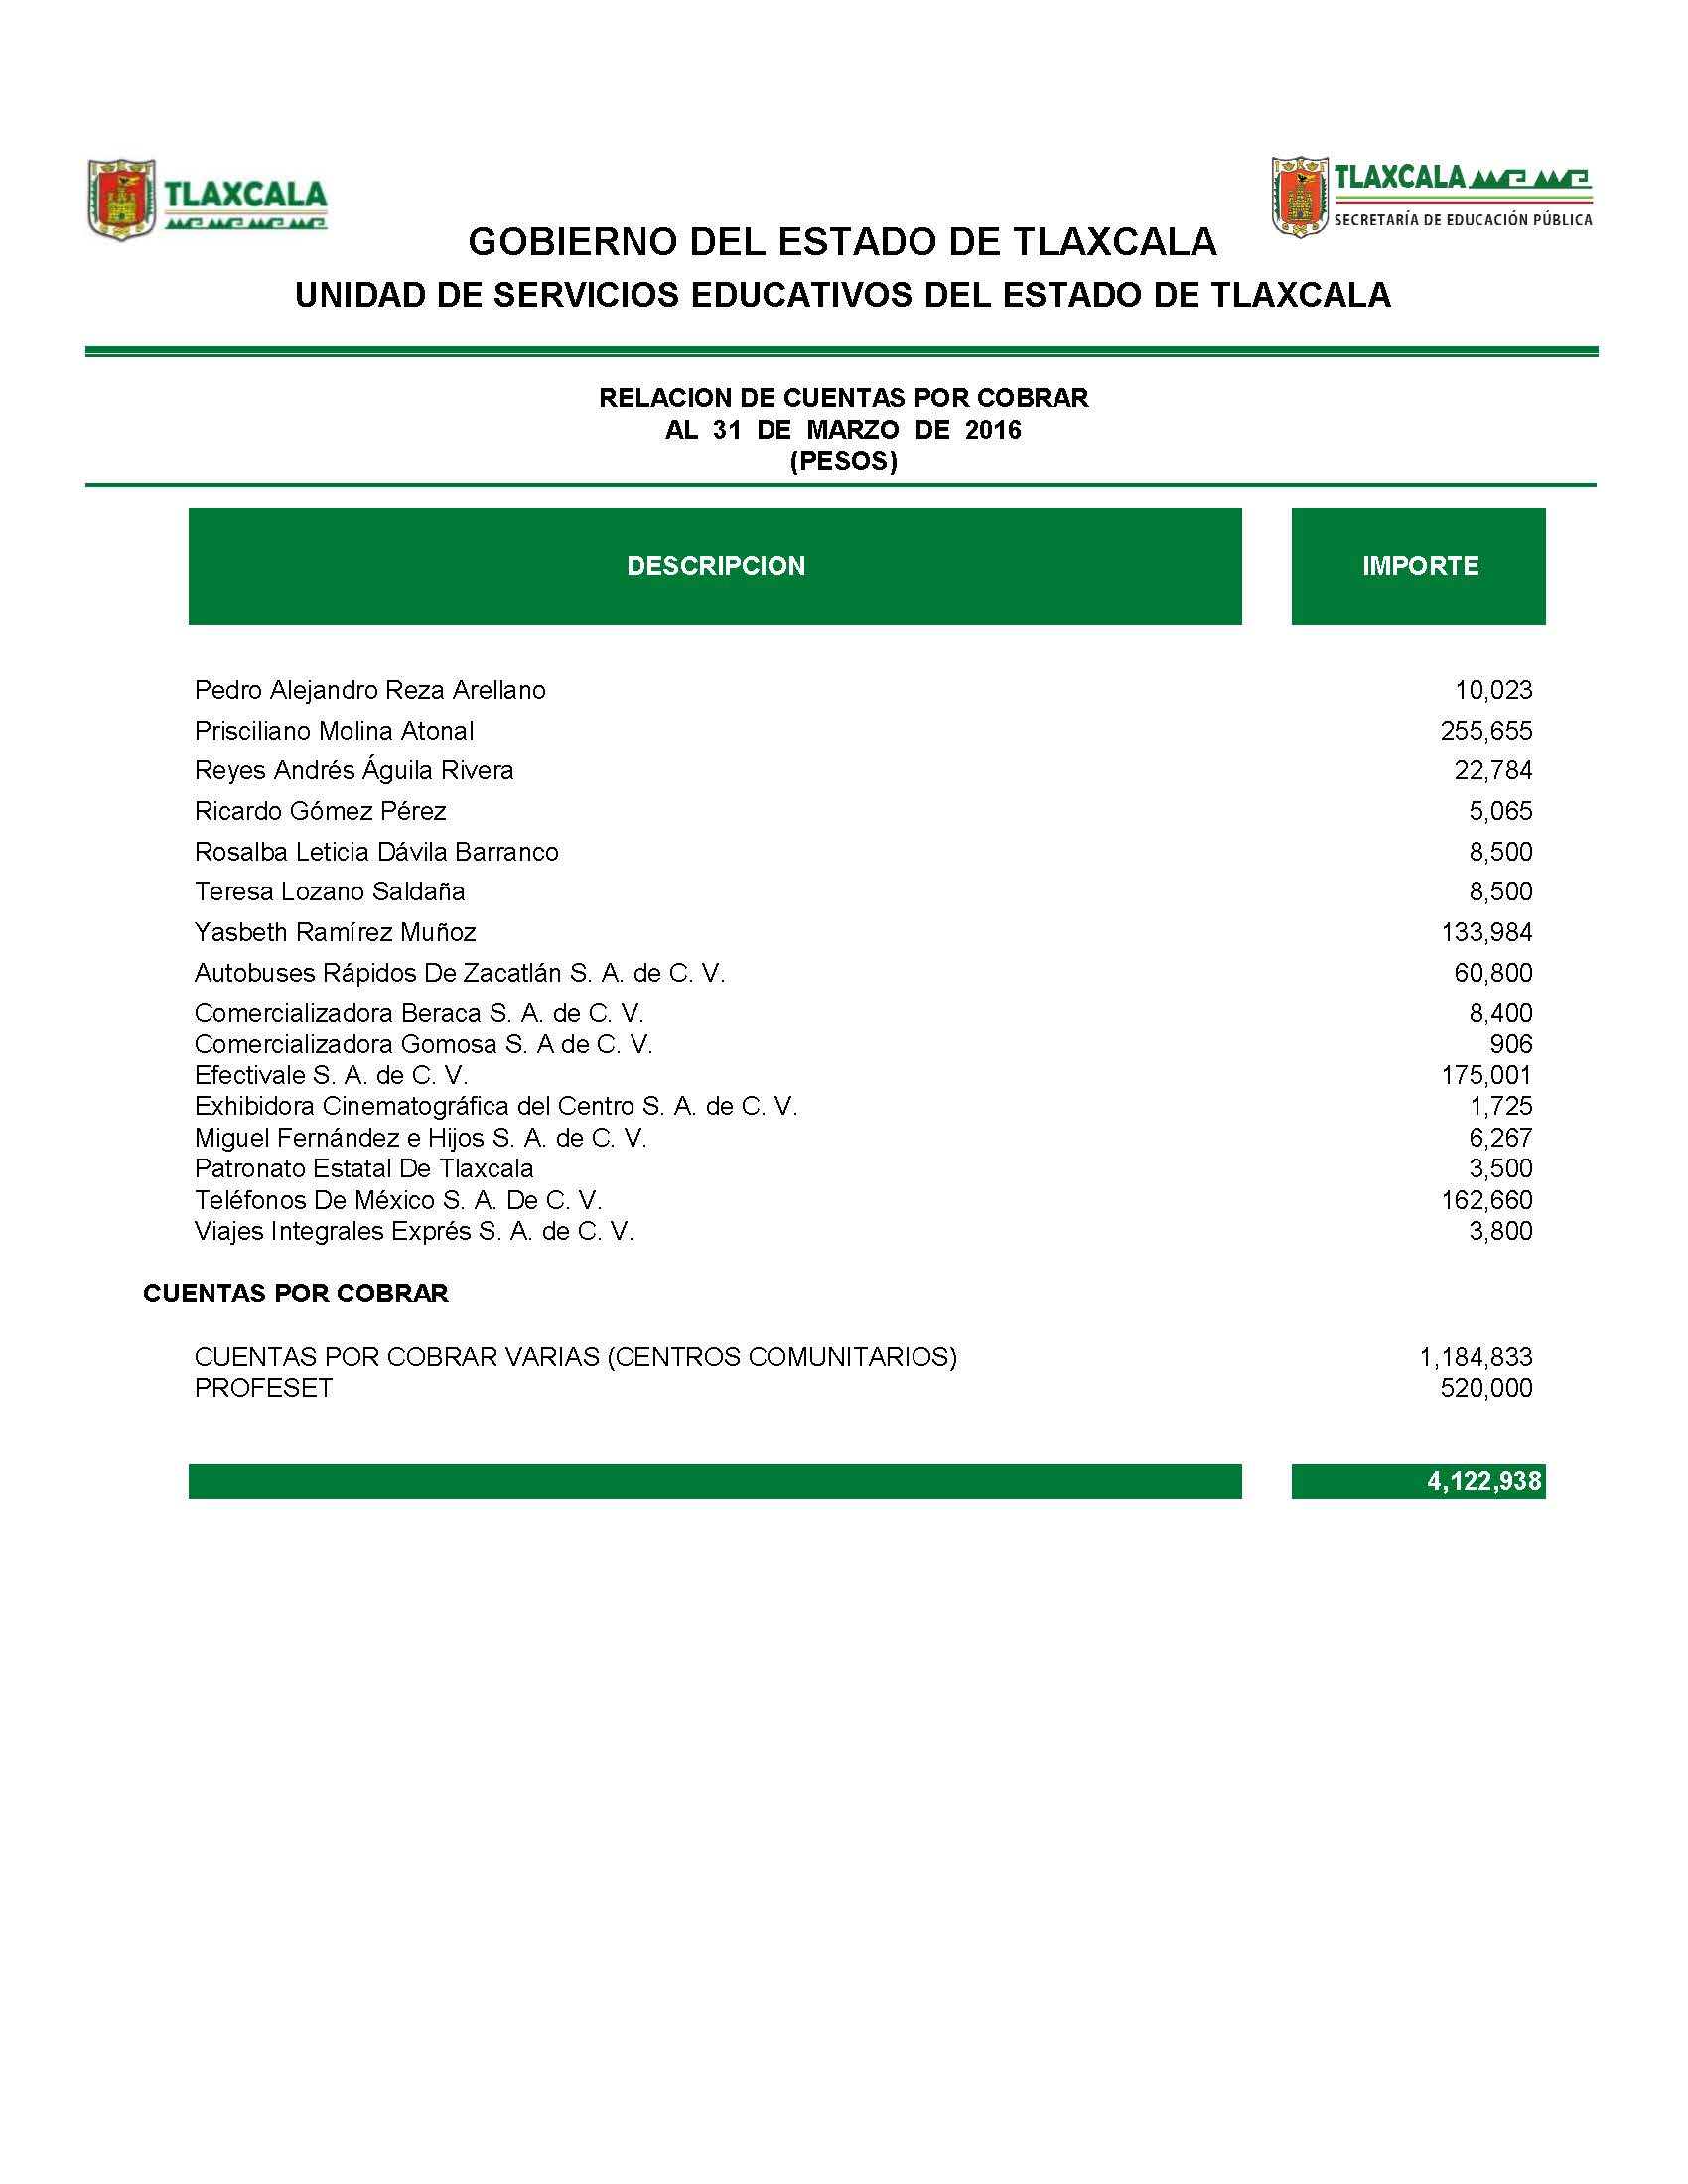 TLAXCALA
TLAXCALA
SECRETARÍA DE EDUCACIÓN PÚBLICA
GOBIERNO DEL ESTADO DE TLAXCALA
UNIDAD DE SERVICIOS EDUCATIVOS DEL ESTADO DE TLAXCALA
RELACION DE CUENTAS POR COBRAR
AL 31 DE MARZO DE 2016
(PESOS)
DESCRIPCION IMPORTE
Pedro Alejandro Reza Arellano 10,023
Prisciliano Molina Atonal 255,655
Reyes Andrés Águila Rivera 22,784
Ricardo Gómez Pérez 5,065
Rosalba Leticia Dávila Barranco 8,500
Teresa Lozano Saldaña 8,500
Yasbeth Ramírez Muñoz 133,984
Autobuses Rápidos De Zacatlán S. A. de C. V. 60,800
Comercializadora Beraca S. A. de C. V. 8,400
Comercializadora Gomosa S. A de C. V. 906
Efectivale S. A. de C. V. 175,001
Exhibidora Cinematográfica del Centro S. A. de C. V. 1,725
Miguel Fernández e Hijos S. A. de C. V. 6,267
Patronato Estatal De Tlaxcala 3,500
Teléfonos De México S. A. De C. V. 162,660
Viajes Integrales Exprés S. A. de C. V. 3,800
CUENTAS POR COBRAR
CUENTAS POR COBRAR VARIAS (CENTROS COMUNITARIOS) 1,184,833
PROFESET 520,000
4,122,938